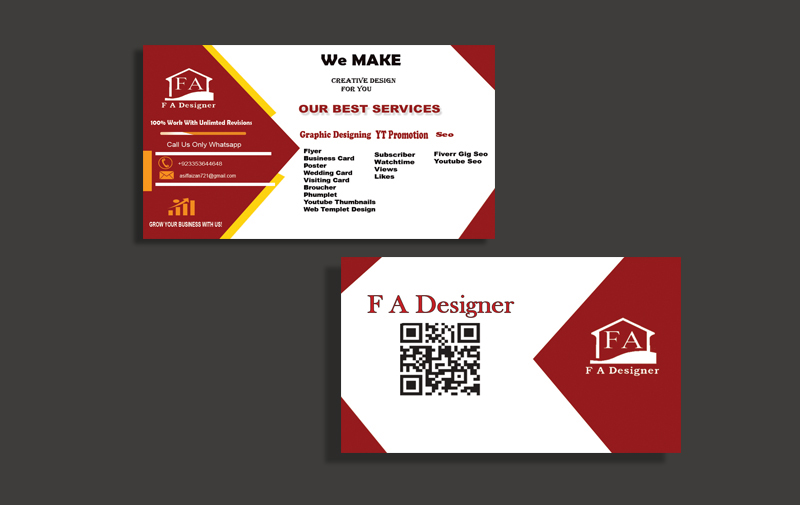 FA
F A Designer
100% Work With Unlimted Revisions
Call Us Only Whatsapp
+923353644648
asiffaizan721@gmail.com
GROW YOUR BUSINESS WITH US!
We MAKE
CREATIVE DESIGN
FOR YOU
OUR BEST SERVICES
Graphic Designing
Flyer
Business Card
Poster
Wedding Card
Visiting Card
Broucher
Phumplet
Youtube Thumbnails
Web Templet Design
YT Promotion
Subscriber
Watchtime
Views
Likes
Seo
Fiverr Gig Seo
Youtube Seo
F A Designer
FA
F A Designer